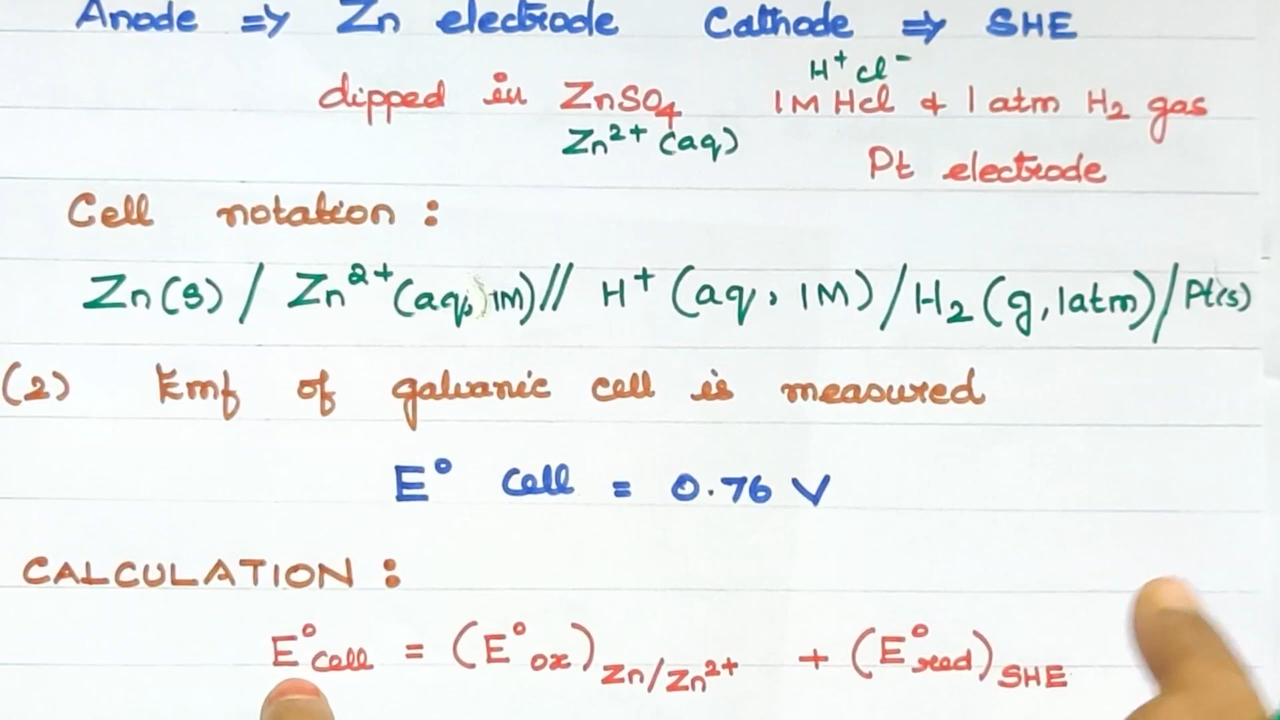 Anode => Zn electrode Cathode => SHE
H⁺ Cl⁻
dipped in ZnSO₄ 1M HCl & 1 atm H₂ gas
Zn²⁺ (aq)
Pt electrode
Cell notation :
Zn(s) / Zn²⁺(aq, 1M) // H⁺ (aq, 1M) / H₂ (g, 1atm) / Pt(s)
(2) Emf of galvanic cell is measured
E° cell = 0.76 V
CALCULATION :
E°cell = (E°ox) Zn/Zn²⁺ + (E°red) SHE